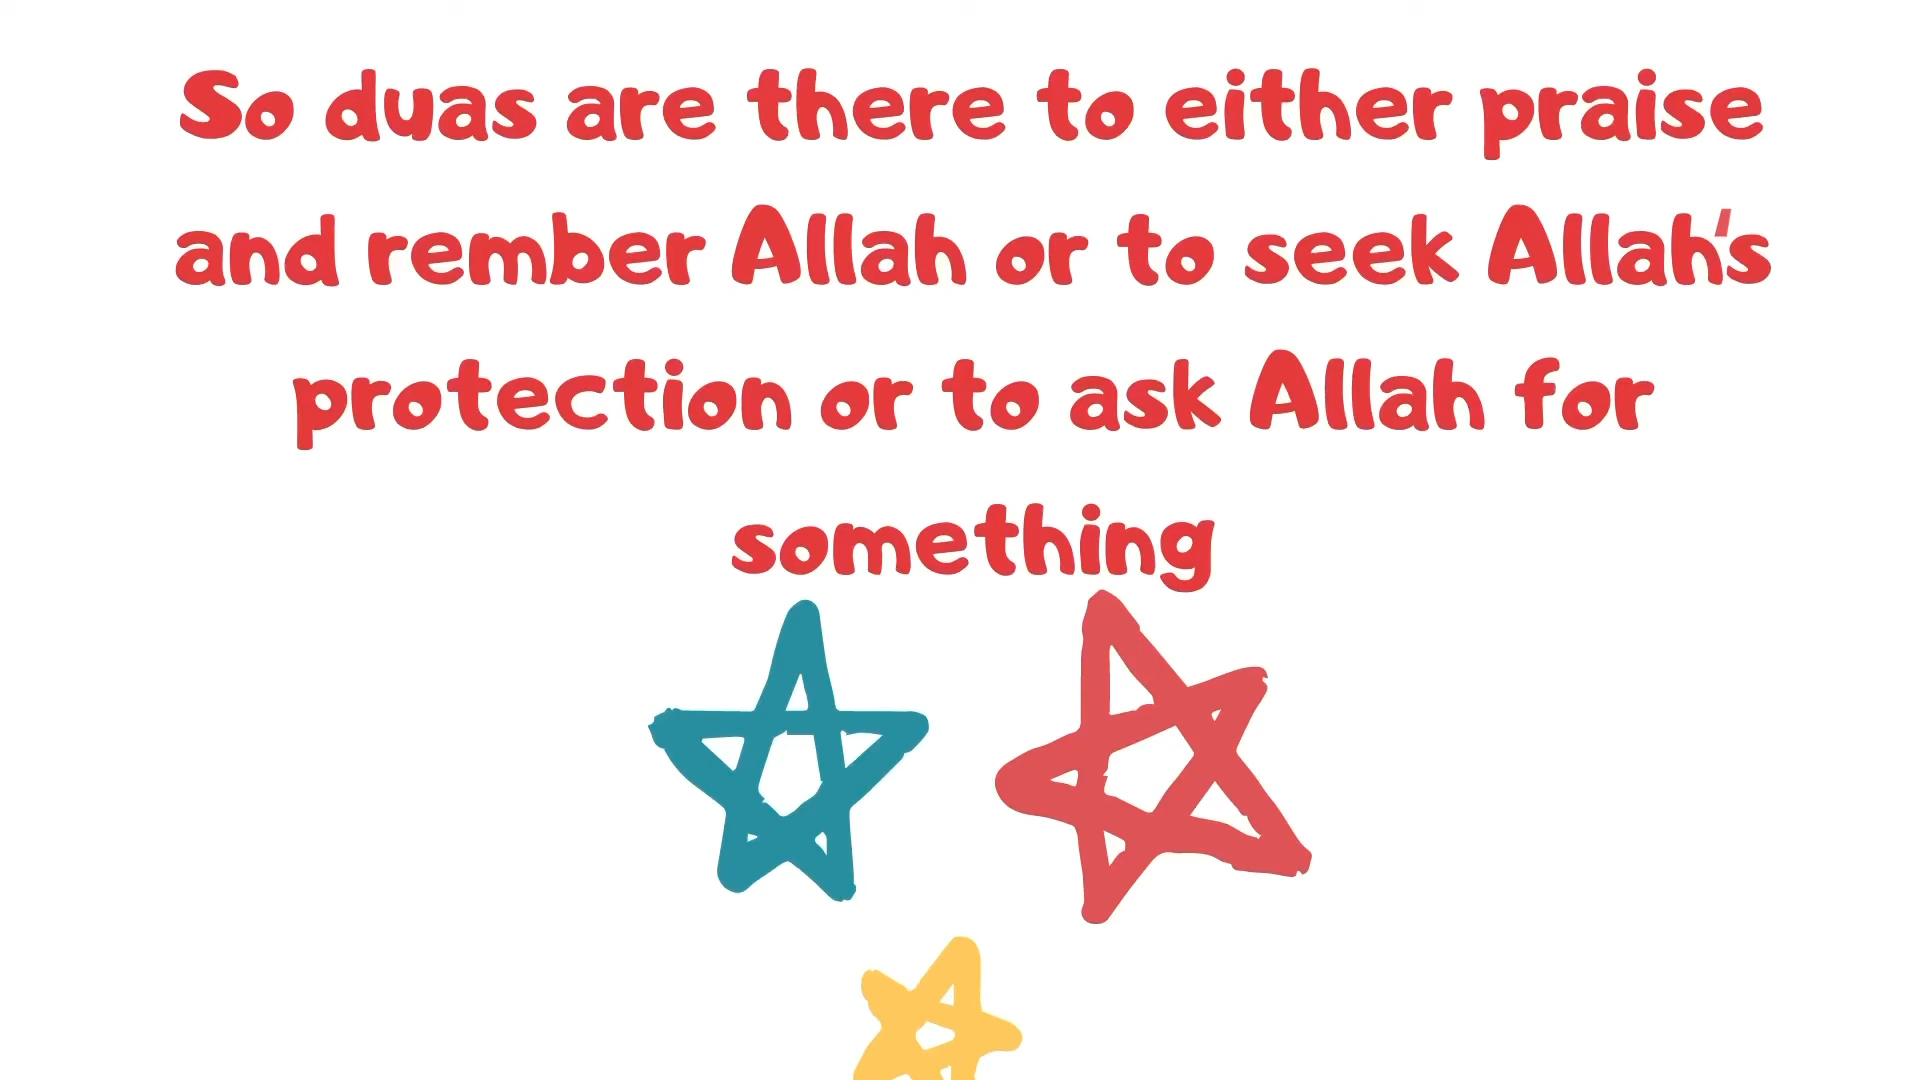 So duas are there to either praise
and rember Allah or to seek Allah's
protection or to ask Allah for
something